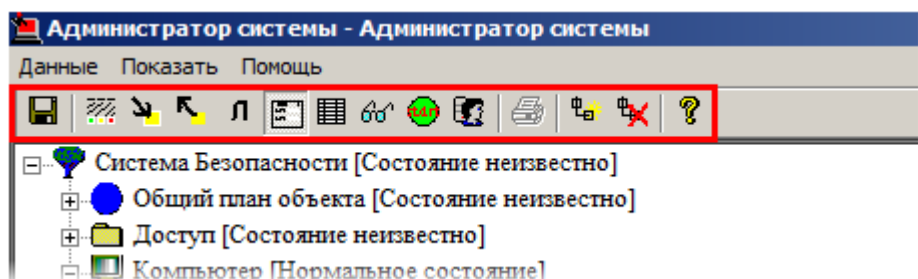 Администратор системы - Администратор системы
Данные Показать Помощь
Л tdr ?
Система Безопасности [Состояние неизвестно]
Общий план объекта [Состояние неизвестно]
Доступ [Состояние неизвестно]
Компьютер [Нормальное состояние]